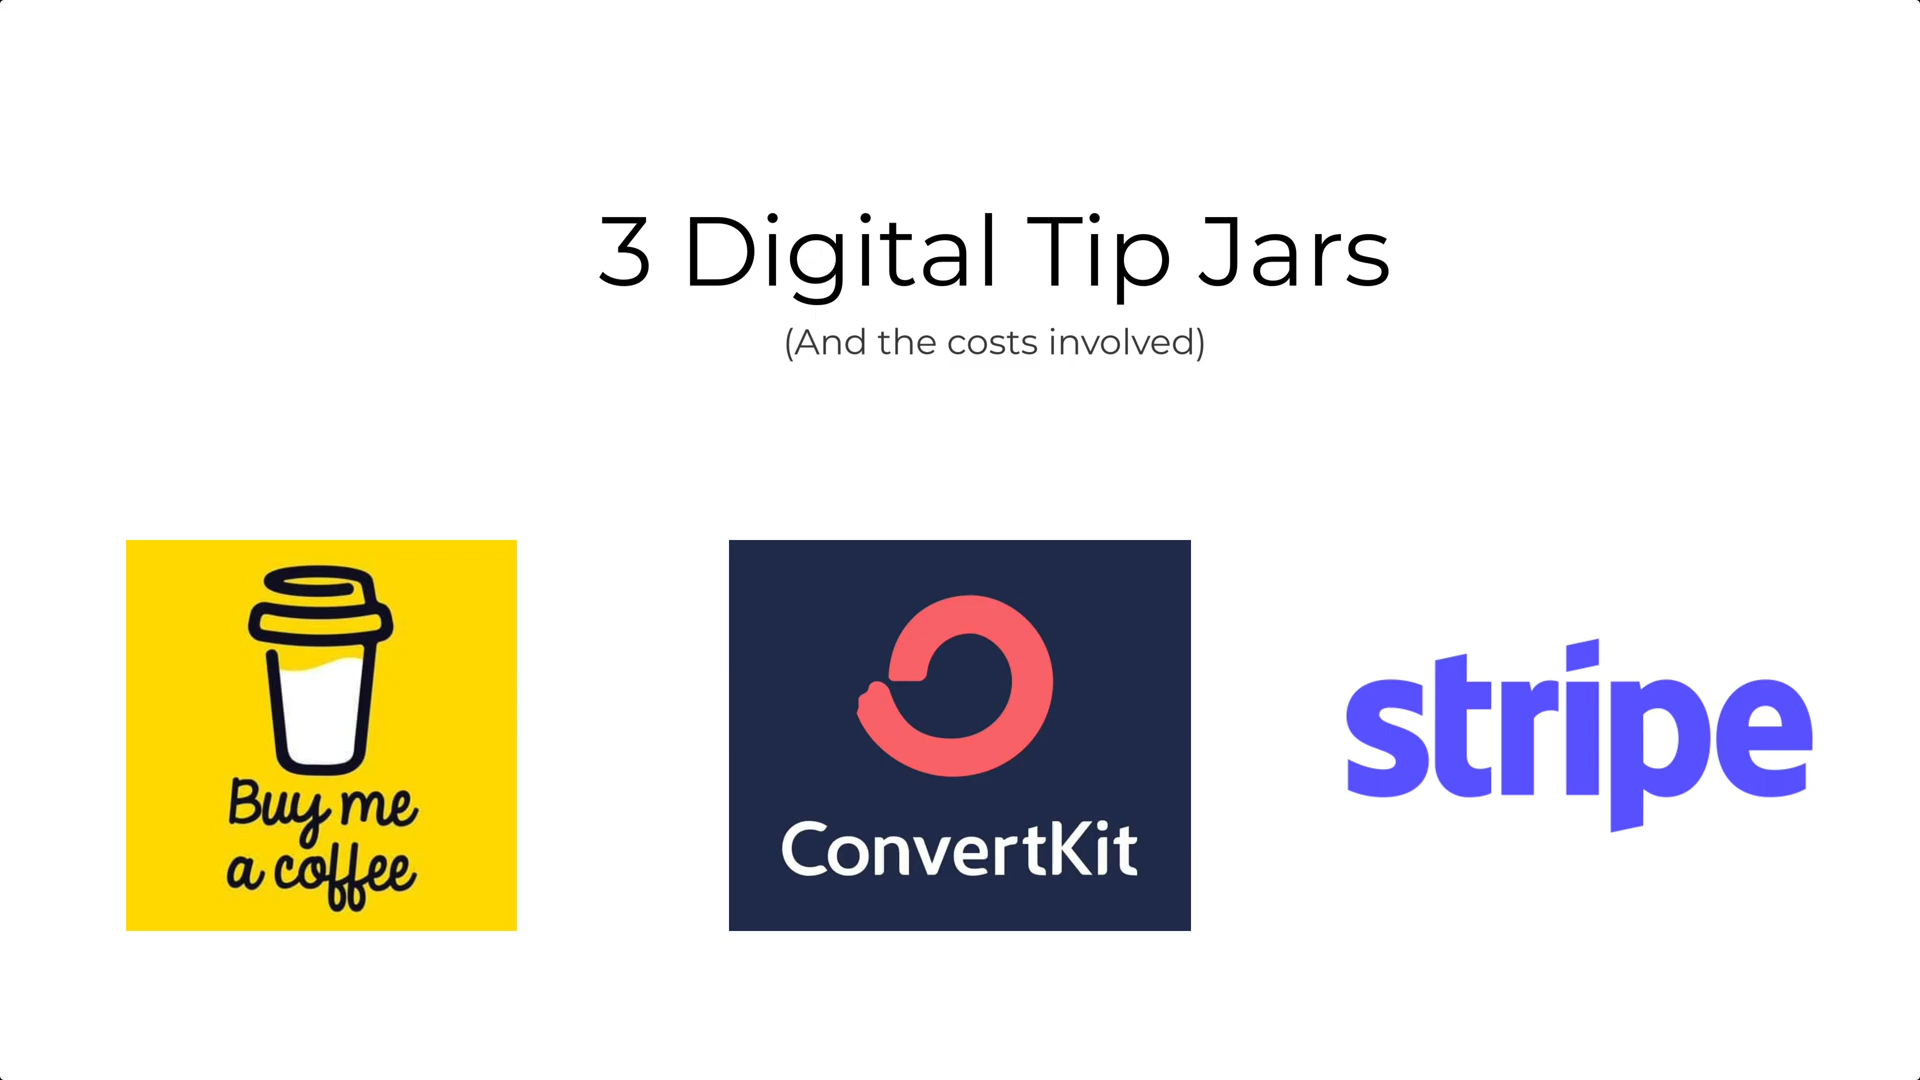 3 Digital Tip Jars
(And the costs involved)
Buy me
a coffee
ConvertKit
stripe